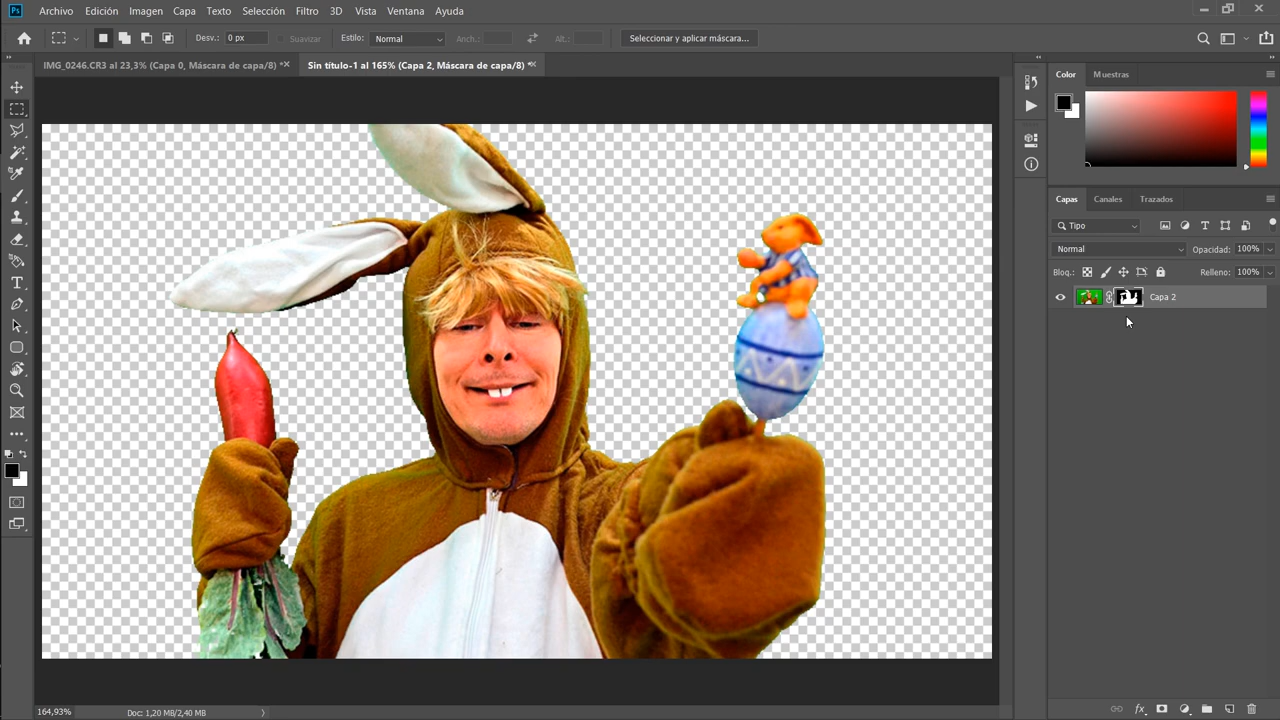 Ps Archivo Edición Imagen Capa Texto Selección Filtro 3D Vista Ventana Ayuda
Desv.: 0 px Suavizar Estilo: Normal Anch.: Alt.: Seleccionar y aplicar máscara...
IMG_0246.CR3 al 23,3% (Capa 0, Máscara de capa/8) * Sin título-1 al 165% (Capa 2, Máscara de capa/8) *
Color Muestras
Capas Canales Trazados
Tipo
Normal Opacidad: 100%
Bloq.: Relleno: 100%
Capa 2
164,93% Doc: 1,20 MB/2,40 MB